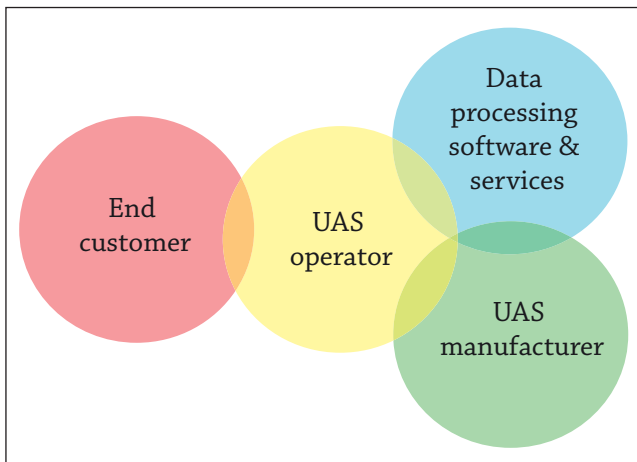 End
customer
UAS
operator
Data
processing
software &
services
UAS
manufacturer